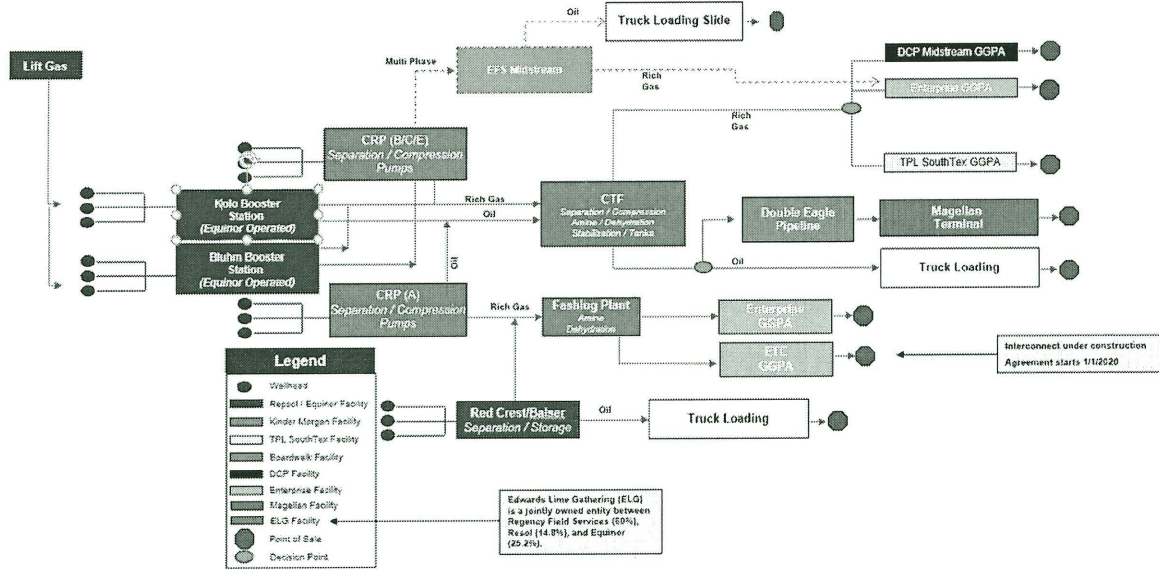 Oil
Truck Loading Slide
Lift Gas
Multi Phase
EFS Midstream
Rich
Gas
DCP Midstream GGPA
Enterprise GGPA
Rich
Gas
TPL SouthTex GGPA
CRP (B/C/E)
Separation / Compression
Pumps
Kolo Booster
Station
(Equinor Operated)
Rich Gas
Oil
CTF
Separation / Compression
Amine / Dehydration
Stabilization / Tanks
Double Eagle
Pipeline
Magellan
Terminal
Bluhm Booster
Station
(Equinor Operated)
Oil
Oil
Truck Loading
CRP (A)
Separation / Compression
Pumps
Rich Gas
Fashing Plant
Amine
Dehydration
Enterprise
GGPA
ETC
GGPA
Interconnect under construction
Agreement starts 1/1/2020
Red Crest/Balser
Separation / Storage
Oil
Truck Loading
Legend
Wellhead
Repsol / Equinor Facility
Kinder Morgan Facility
TPL SouthTex Facility
Boardwalk Facility
DCP Facility
Enterprise Facility
Magellan Facility
ELG Facility
Point of Sale
Decision Point
Edwards Lime Gathering (ELG)
is a jointly owned entity between
Regency Field Services (60%),
Resol (14.8%), and Equinor
(25.2%).